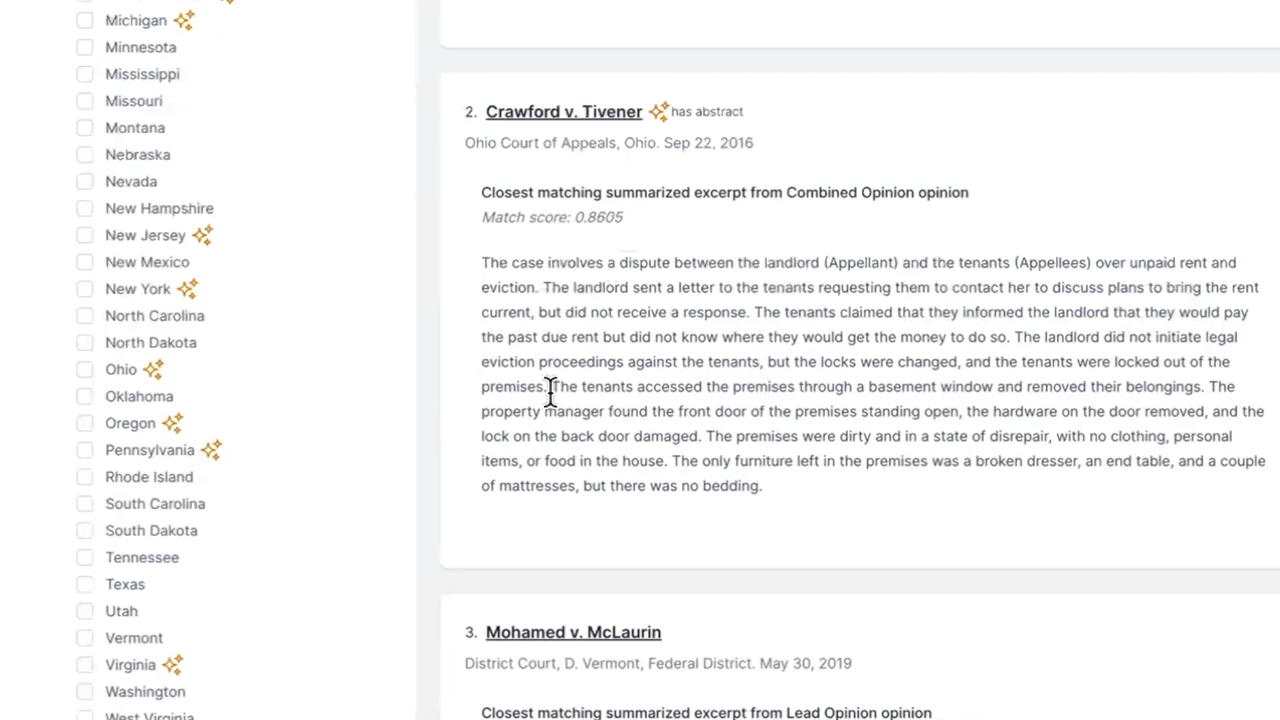 Michigan
Minnesota
Mississippi
Missouri
Montana
Nebraska
Nevada
New Hampshire
New Jersey
New Mexico
New York
North Carolina
North Dakota
Ohio
Oklahoma
Oregon
Pennsylvania
Rhode Island
South Carolina
South Dakota
Tennessee
Texas
Utah
Vermont
Virginia
Washington
West Virginia
2. Crawford v. Tivener has abstract
Ohio Court of Appeals, Ohio. Sep 22, 2016
Closest matching summarized excerpt from Combined Opinion opinion
Match score: 0.8605
The case involves a dispute between the landlord (Appellant) and the tenants (Appellees) over unpaid rent and
eviction. The landlord sent a letter to the tenants requesting them to contact her to discuss plans to bring the rent
current, but did not receive a response. The tenants claimed that they informed the landlord that they would pay
the past due rent but did not know where they would get the money to do so. The landlord did not initiate legal
eviction proceedings against the tenants, but the locks were changed, and the tenants were locked out of the
premises. The tenants accessed the premises through a basement window and removed their belongings. The
property manager found the front door of the premises standing open, the hardware on the door removed, and the
lock on the back door damaged. The premises were dirty and in a state of disrepair, with no clothing, personal
items, or food in the house. The only furniture left in the premises was a broken dresser, an end table, and a couple
of mattresses, but there was no bedding.
3. Mohamed v. McLaurin
District Court, D. Vermont, Federal District. May 30, 2019
Closest matching summarized excerpt from Lead Opinion opinion